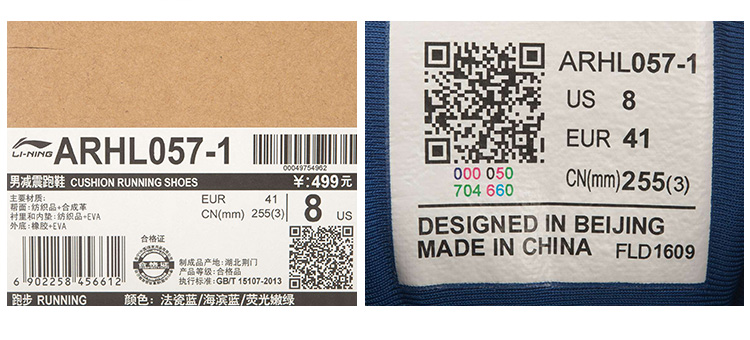 LI-NING
ARHL057-1
00049754962
男减震跑鞋 CUSHION RUNNING SHOES
¥:499元
主要材质:
帮面:纺织品+合成革
衬里和内垫:纺织品+EVA
外底:橡胶+EVA
EUR 41
CN(mm) 255(3)
8 US
合格证
制成品产地:湖北荆门
产品等级:合格品
执行标准:GB/T 15107-2013
6 902258 456612
跑步 RUNNING
颜色:法瓷蓝/海滨蓝/荧光嫩绿
ARHL057-1
US 8
EUR 41
CN(mm) 255(3)
000 050
704 660
DESIGNED IN BEIJING
MADE IN CHINA FLD1609